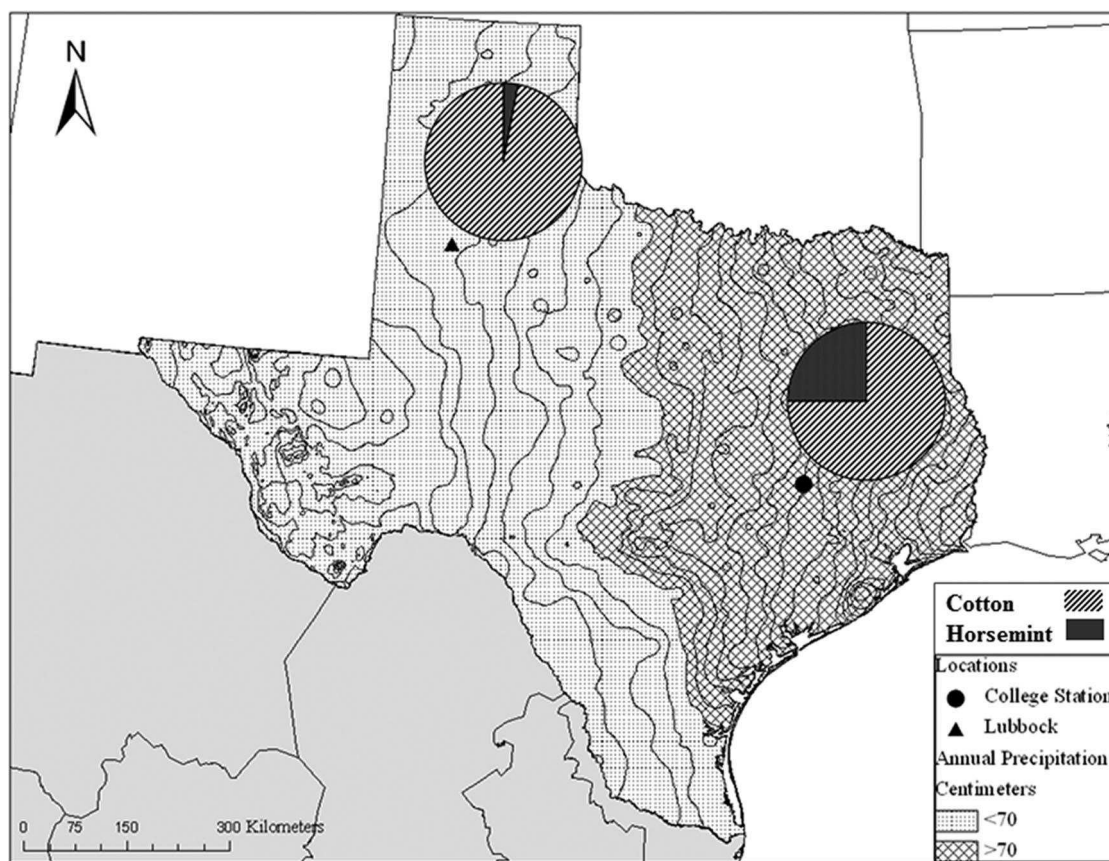 N
Cotton
Horsemint
Locations
College Station
Lubbock
Annual Precipitation
Centimeters
<70
>70
0 75 150 300 Kilometers